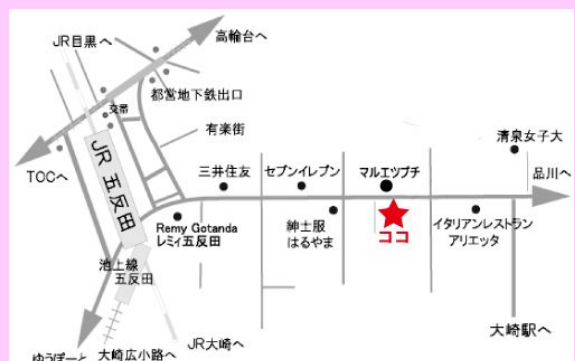 JR目黒へ
高輪台へ
都営地下鉄出口
交番
有楽街
清泉女子大
TOCへ
JR 五反田
三井住友
セブンイレブン
マルエツプチ
品川へ
Remy Gotanda
レミィ五反田
紳士服
はるやま
ココ
イタリアンレストラン
アリエッタ
池上線
五反田
大崎駅へ
ゆうぽーと
大崎広小路へ
JR大崎へ